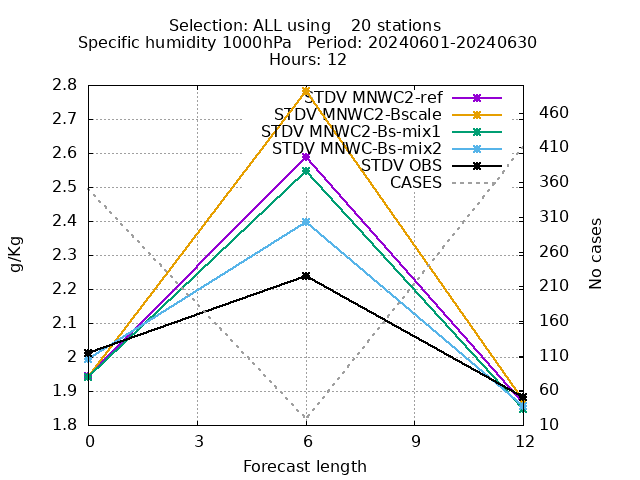 Selection: ALL using    20 stations
Specific humidity 1000hPa   Period: 20240601-20240630
Hours: 12
STDV MNWC2-ref
STDV MNWC2-Bscale
STDV MNWC2-Bs-mix1
STDV MNWC-Bs-mix2
STDV OBS
CASES
2.8
2.7
2.6
2.5
2.4
2.3
2.2
2.1
2
1.9
1.8
g/Kg
460
410
360
310
260
210
160
110
60
10
No cases
0 3 6 9 12
Forecast length